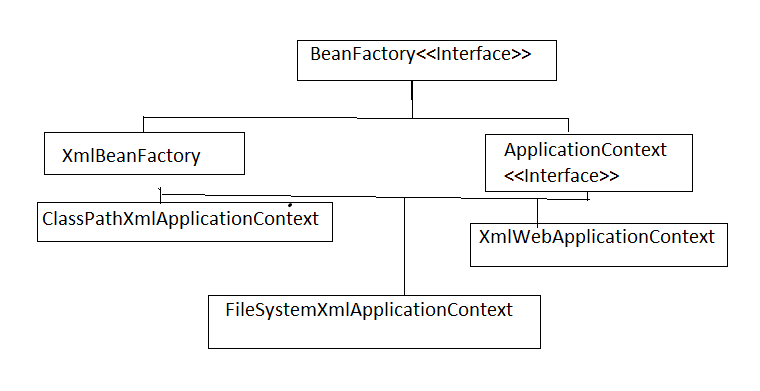 BeanFactory<<Interface>>
XmlBeanFactory
ApplicationContext
<<Interface>>
ClassPathXmlApplicationContext
XmlWebApplicationContext
FileSystemXmlApplicationContext